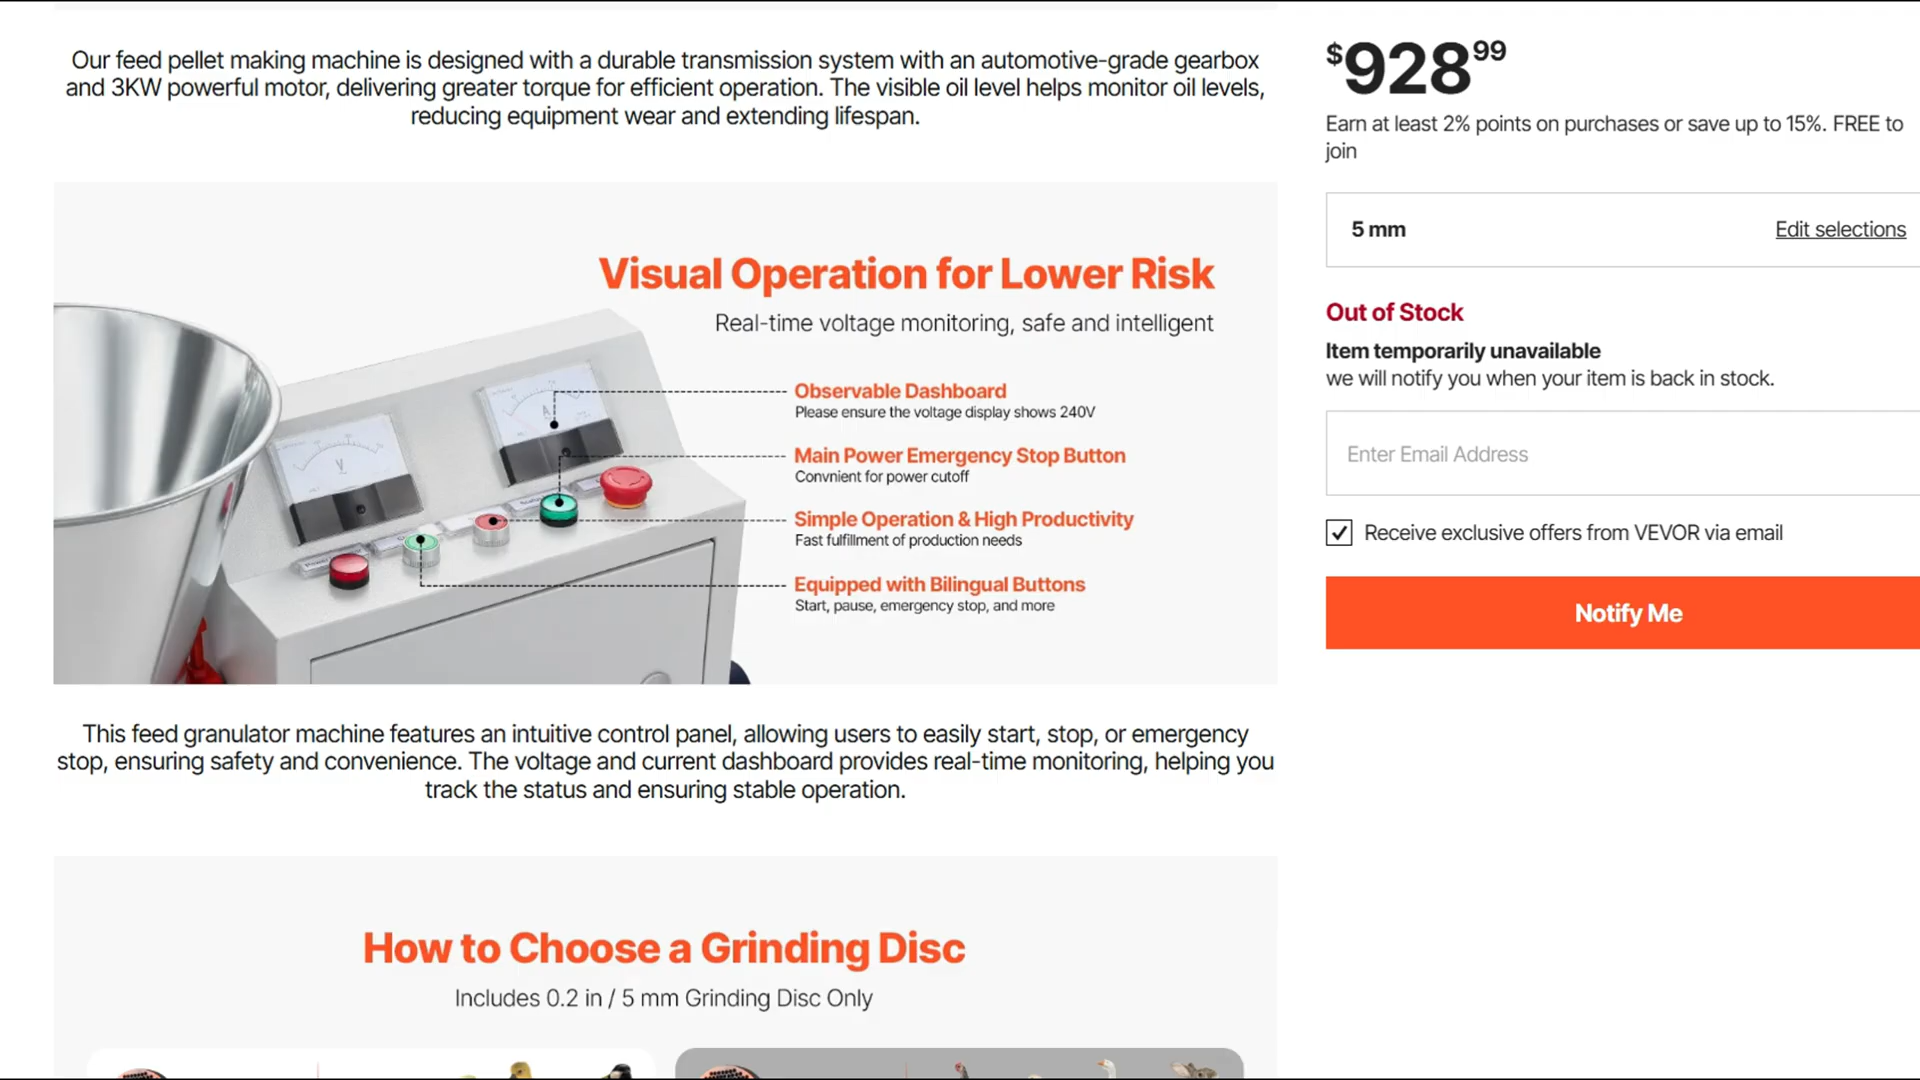 Our feed pellet making machine is designed with a durable transmission system with an automotive-grade gearbox
and 3KW powerful motor, delivering greater torque for efficient operation. The visible oil level helps monitor oil levels,
reducing equipment wear and extending lifespan.
Visual Operation for Lower Risk
Real-time voltage monitoring, safe and intelligent
Observable Dashboard
Please ensure the voltage display shows 240V
Main Power Emergency Stop Button
Convnient for power cutoff
Simple Operation & High Productivity
Fast fulfillment of production needs
Equipped with Bilingual Buttons
Start, pause, emergency stop, and more
V
A
This feed granulator machine features an intuitive control panel, allowing users to easily start, stop, or emergency
stop, ensuring safety and convenience. The voltage and current dashboard provides real-time monitoring, helping you
track the status and ensuring stable operation.
How to Choose a Grinding Disc
Includes 0.2 in / 5 mm Grinding Disc Only
$928.99
Earn at least 2% points on purchases or save up to 15%. FREE to
join
5 mm
Edit selections
Out of Stock
Item temporarily unavailable
we will notify you when your item is back in stock.
Enter Email Address
Receive exclusive offers from VEVOR via email
Notify Me